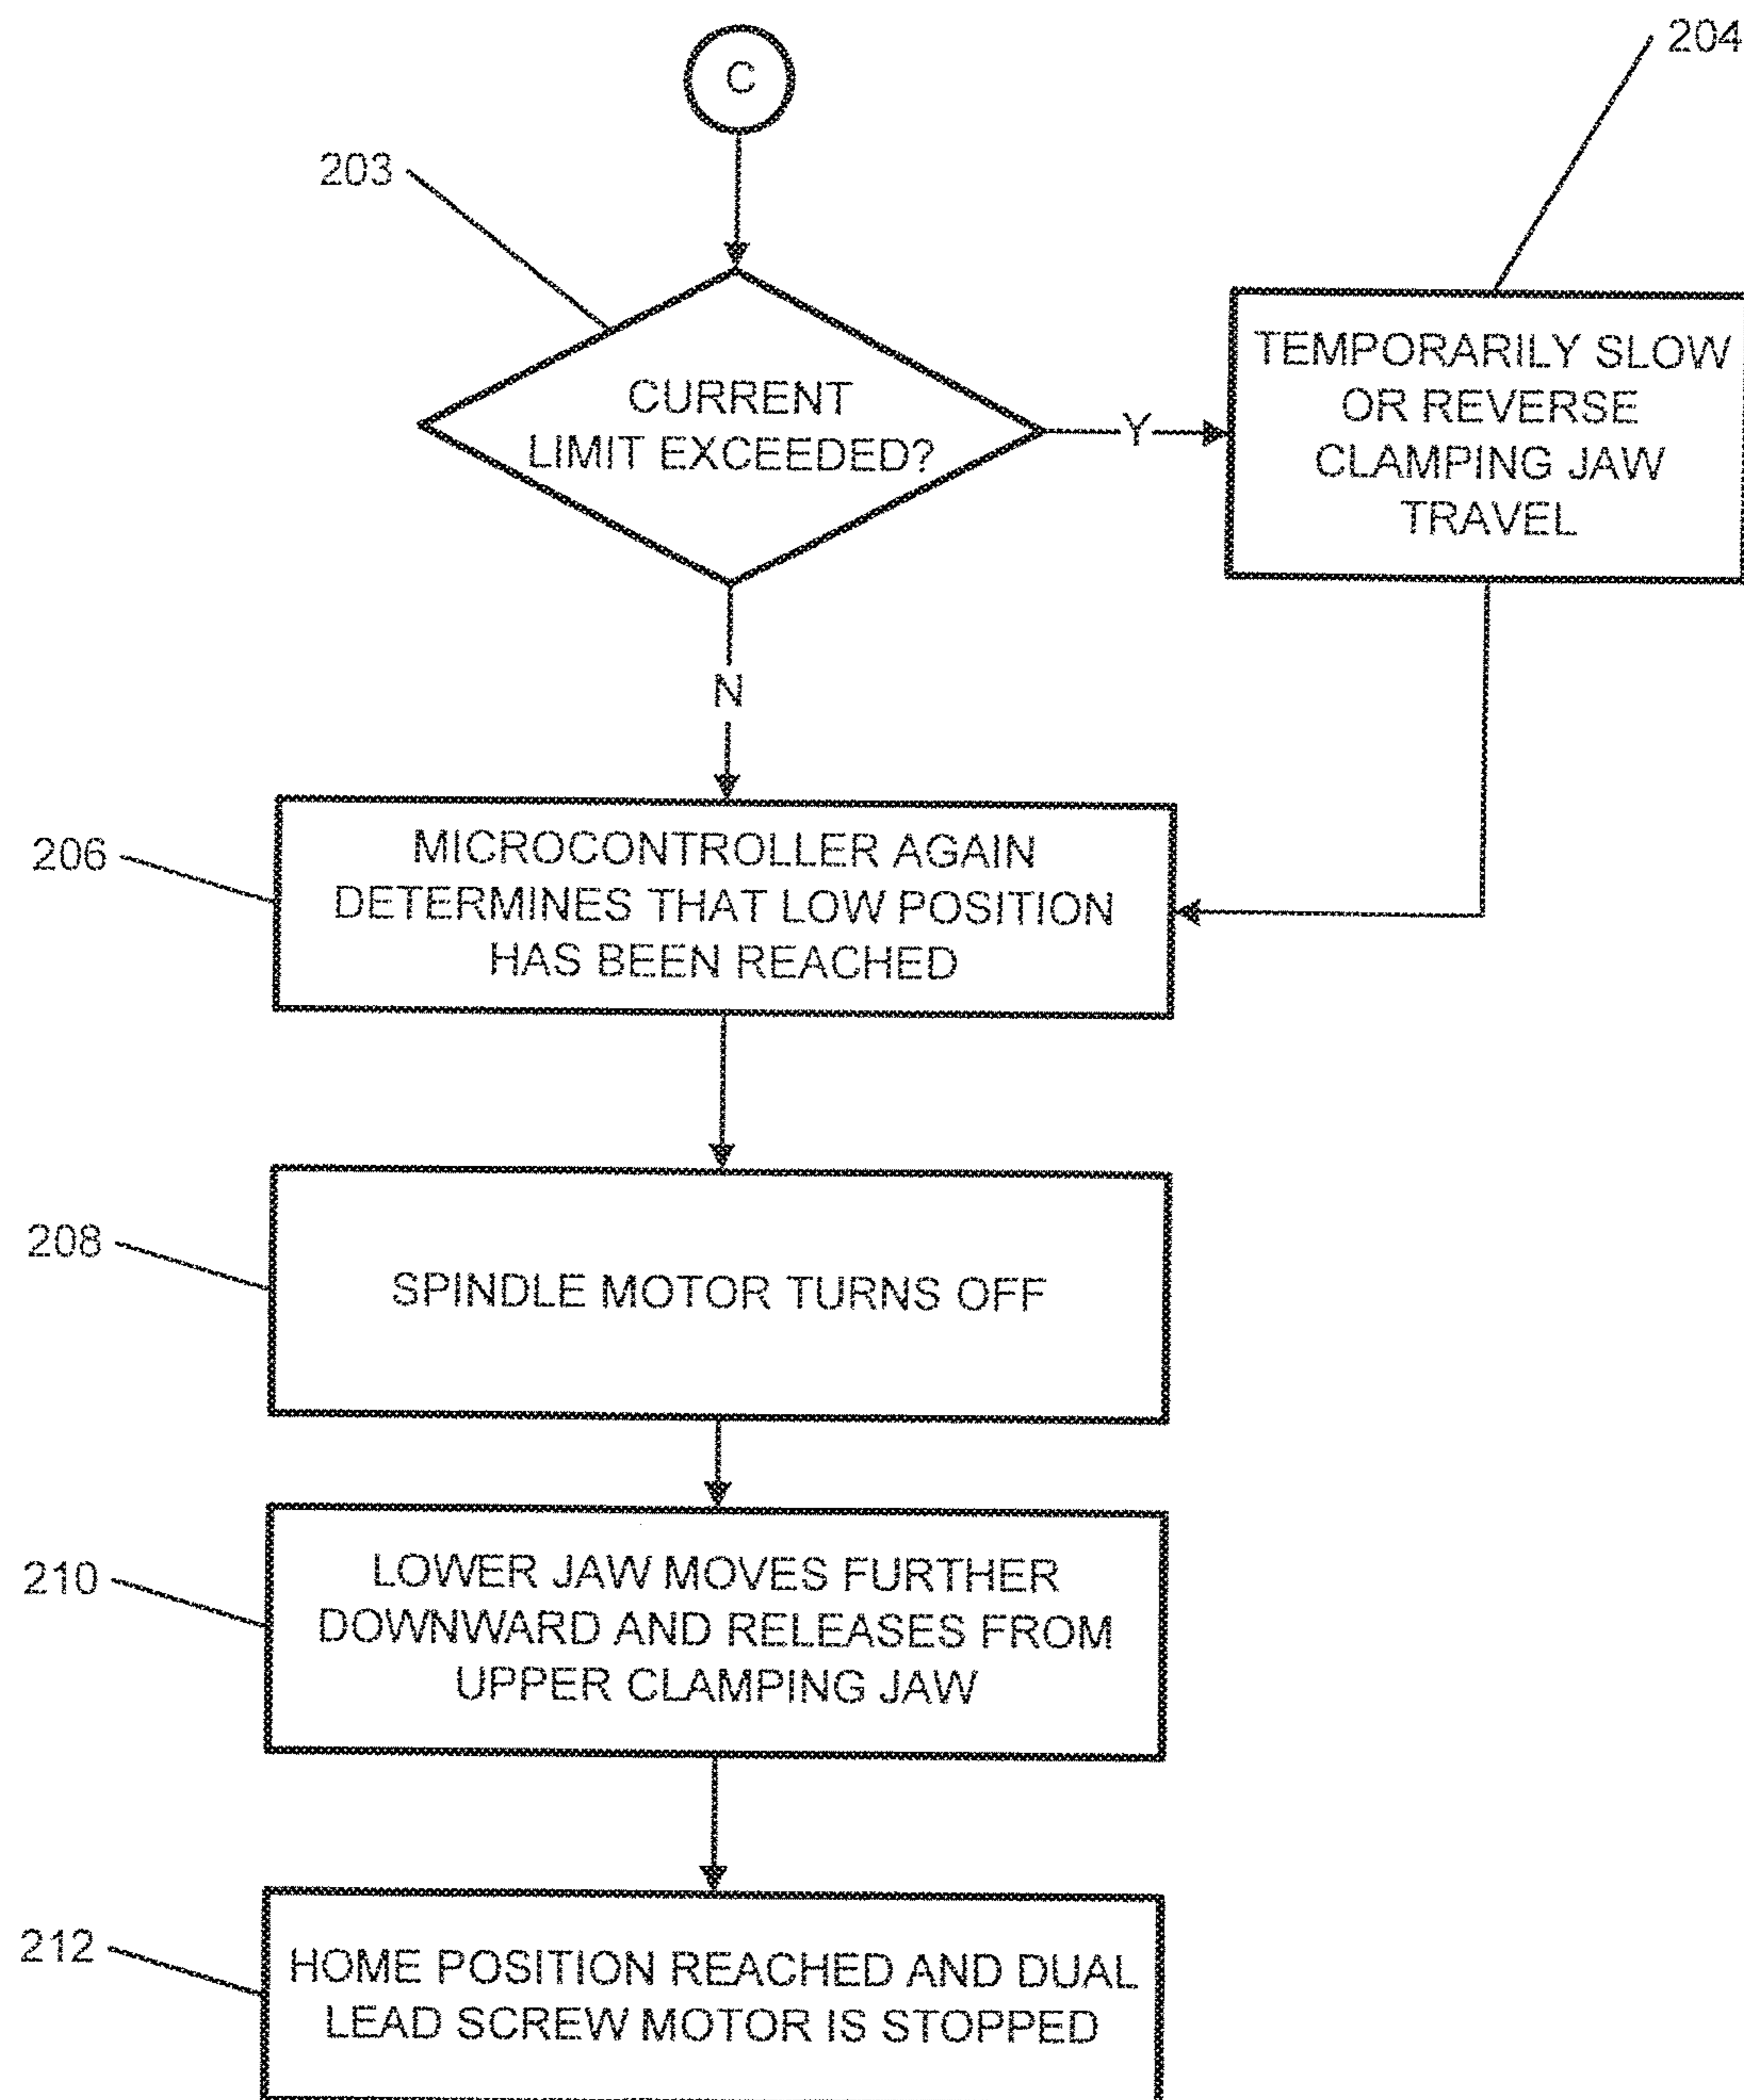 C
204
203
CURRENT
LIMIT EXCEEDED?
Y
TEMPORARILY SLOW
OR REVERSE
CLAMPING JAW
TRAVEL
N
206
MICROCONTROLLER AGAIN
DETERMINES THAT LOW POSITION
HAS BEEN REACHED
208
SPINDLE MOTOR TURNS OFF
210
LOWER JAW MOVES FURTHER
DOWNWARD AND RELEASES FROM
UPPER CLAMPING JAW
212
HOME POSITION REACHED AND DUAL
LEAD SCREW MOTOR IS STOPPED